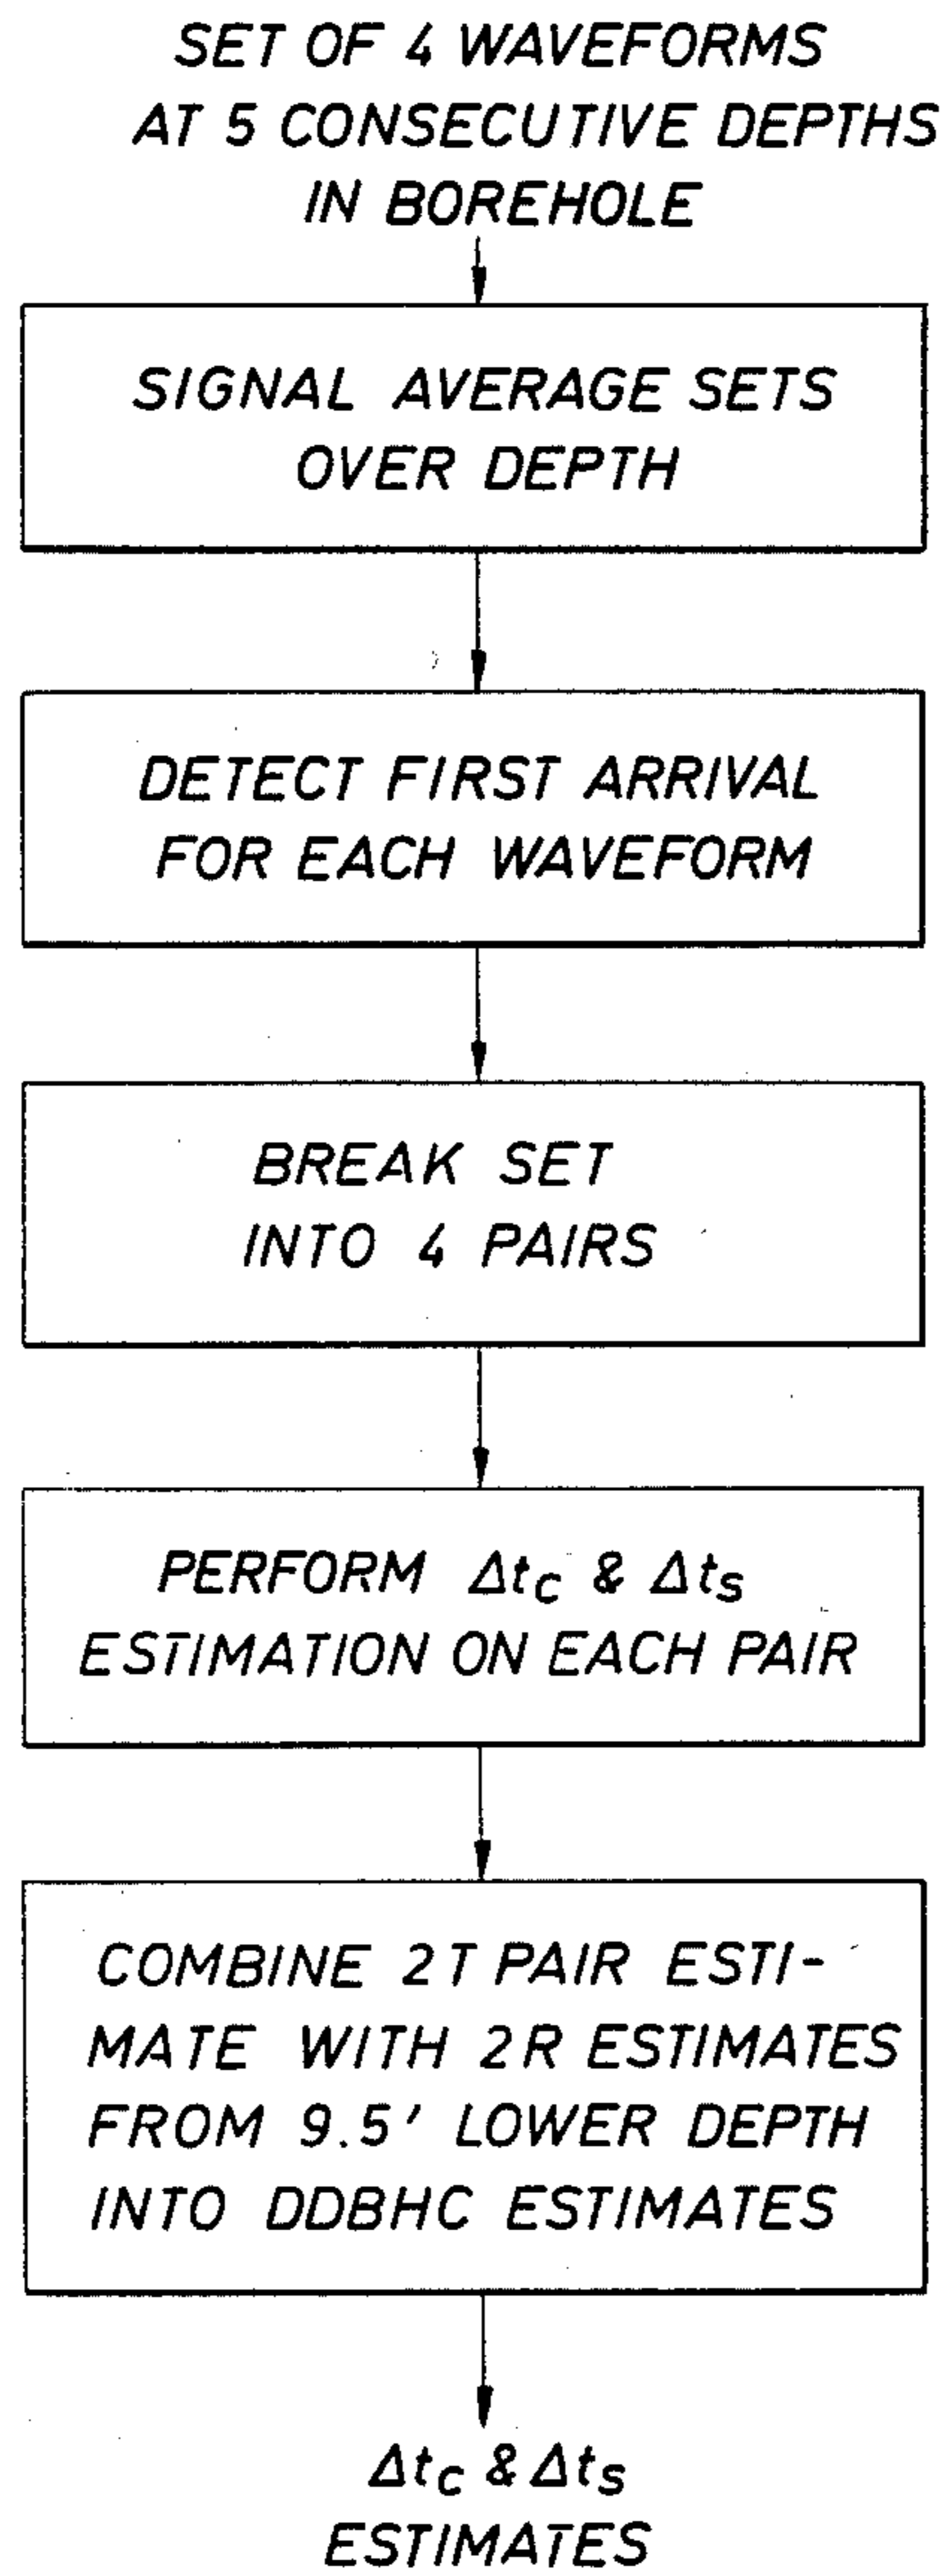 SET OF 4 WAVEFORMS
AT 5 CONSECUTIVE DEPTHS
IN BOREHOLE
SIGNAL AVERAGE SETS
OVER DEPTH
DETECT FIRST ARRIVAL
FOR EACH WAVEFORM
BREAK SET
INTO 4 PAIRS
PERFORM Δtc & Δts
ESTIMATION ON EACH PAIR
COMBINE 2T PAIR ESTI-
MATE WITH 2R ESTIMATES
FROM 9.5' LOWER DEPTH
INTO DDBHC ESTIMATES
Δtc & Δts
ESTIMATES